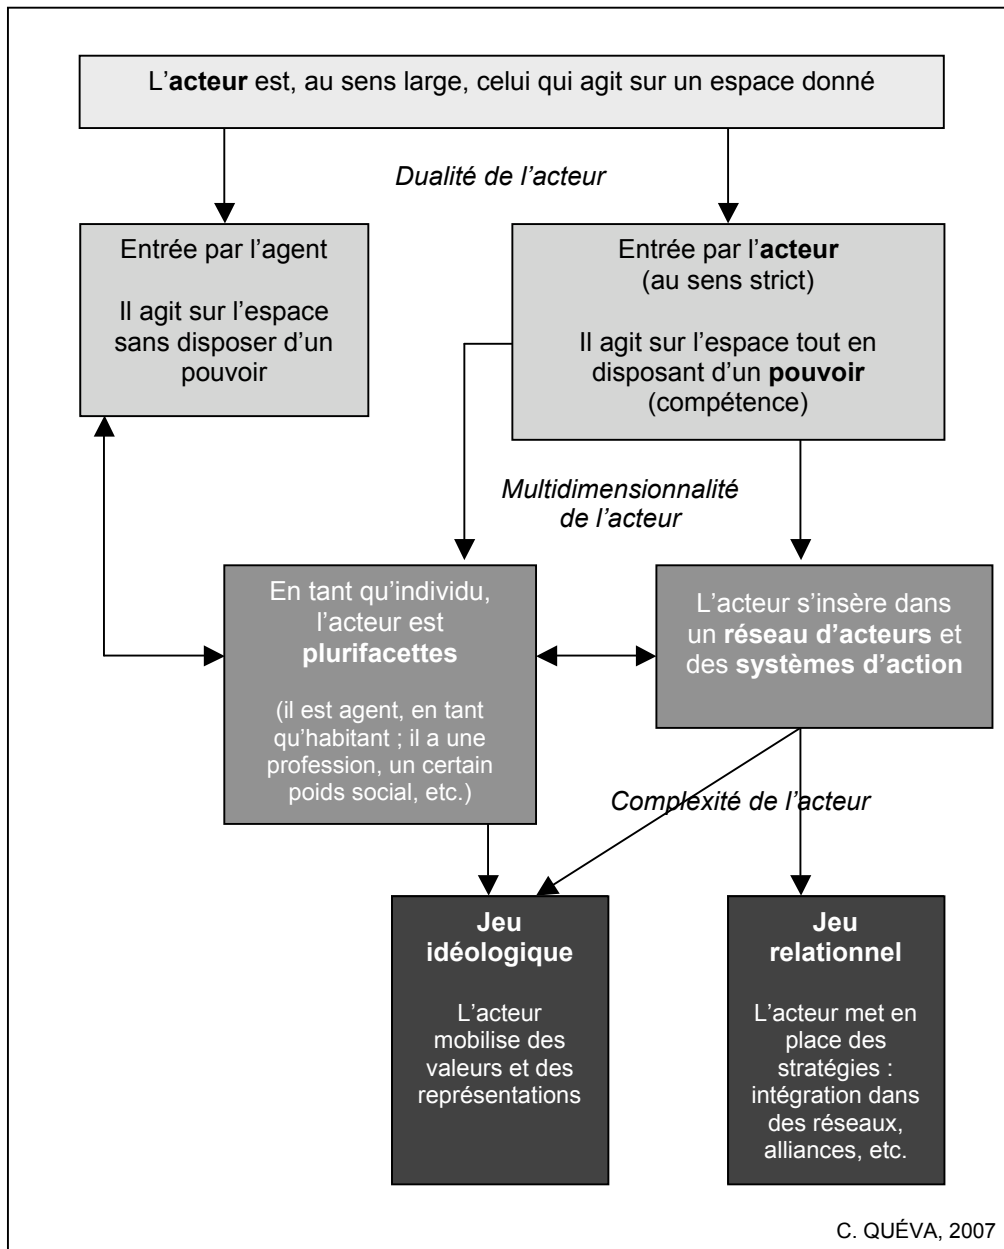 L’acteur est, au sens large, celui qui agit sur un espace donné
Dualité de l’acteur
Entrée par l’agent
Il agit sur l’espace
sans disposer d’un
pouvoir
Entrée par l’acteur
(au sens strict)
Il agit sur l’espace tout en
disposant d’un pouvoir
(compétence)
Multidimensionnalité
de l’acteur
En tant qu’individu,
l’acteur est
plurifacettes
(il est agent, en tant
qu’habitant ; il a une
profession, un certain
poids social, etc.)
L’acteur s’insère dans
un réseau d’acteurs et
des systèmes d’action
Complexité de l’acteur
Jeu
idéologique
L’acteur
mobilise des
valeurs et des
représentations
Jeu
relationnel
L’acteur met en
place des
stratégies :
intégration dans
des réseaux,
alliances, etc.
C. QUÉVA, 2007